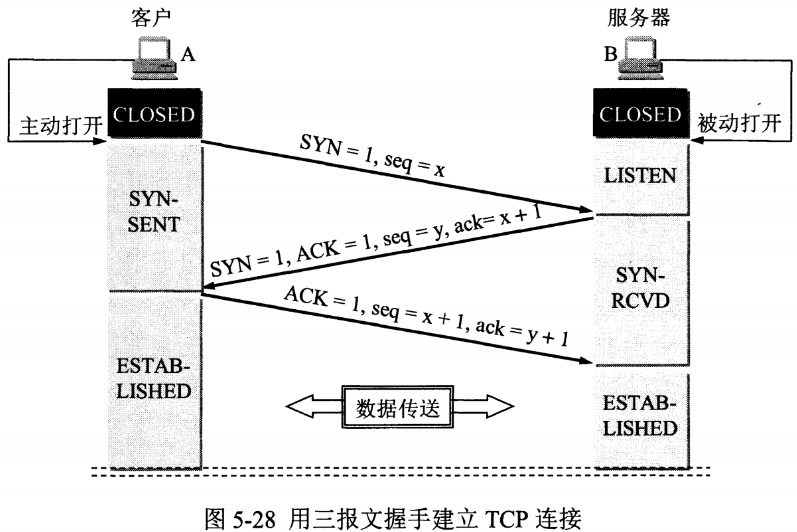 客户
服务器
A
B
CLOSED
CLOSED
主动打开
被动打开
SYN = 1, seq = x
LISTEN
SYN-
SENT
SYN = 1, ACK = 1, seq = y, ack= x + 1
SYN-
RCVD
ACK = 1, seq = x + 1, ack = y + 1
ESTAB-
LISHED
数据传送
ESTAB-
LISHED
图 5-28 用三报文握手建立 TCP 连接